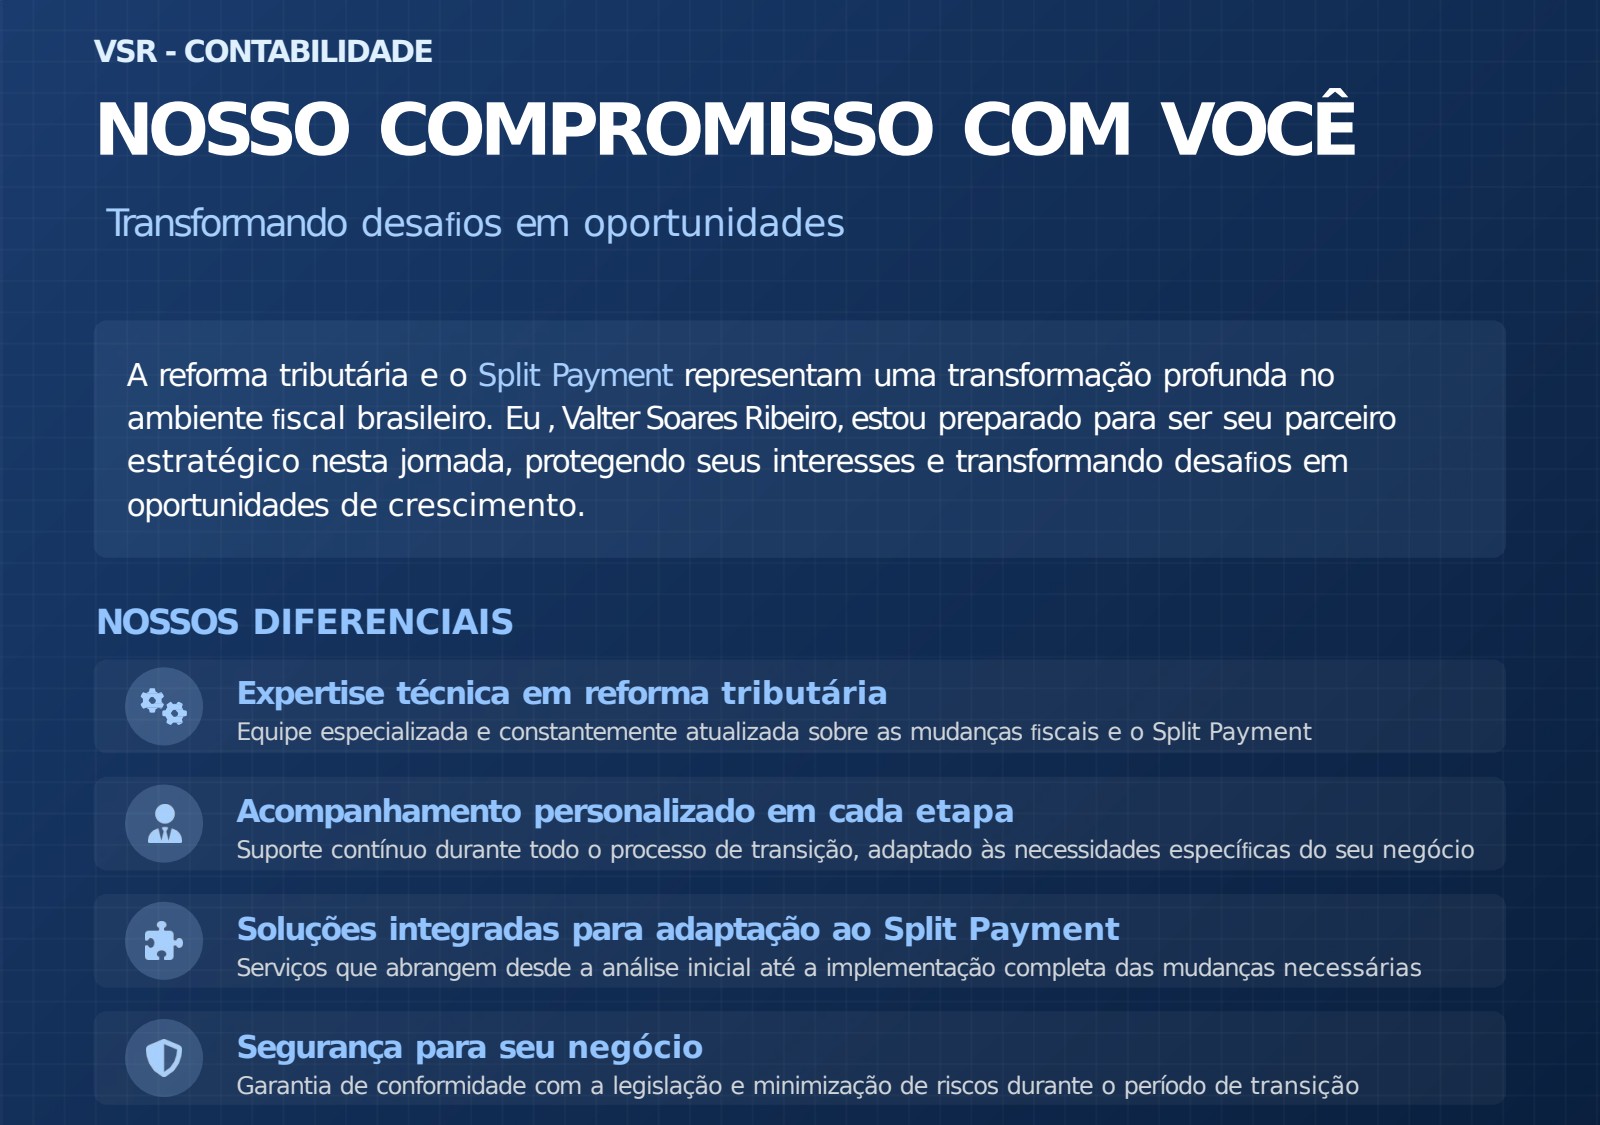 VSR - CONTABILIDADE
NOSSO COMPROMISSO COM VOCÊ
Transformando desafios em oportunidades
A reforma tributária e o Split Payment representam uma transformação profunda no
ambiente fiscal brasileiro. Eu , Valter Soares Ribeiro, estou preparado para ser seu parceiro
estratégico nesta jornada, protegendo seus interesses e transformando desafios em
oportunidades de crescimento.
NOSSOS DIFERENCIAIS
Expertise técnica em reforma tributária
Equipe especializada e constantemente atualizada sobre as mudanças fiscais e o Split Payment
Acompanhamento personalizado em cada etapa
Suporte contínuo durante todo o processo de transição, adaptado às necessidades específicas do seu negócio
Soluções integradas para adaptação ao Split Payment
Serviços que abrangem desde a análise inicial até a implementação completa das mudanças necessárias
Segurança para seu negócio
Garantia de conformidade com a legislação e minimização de riscos durante o período de transição